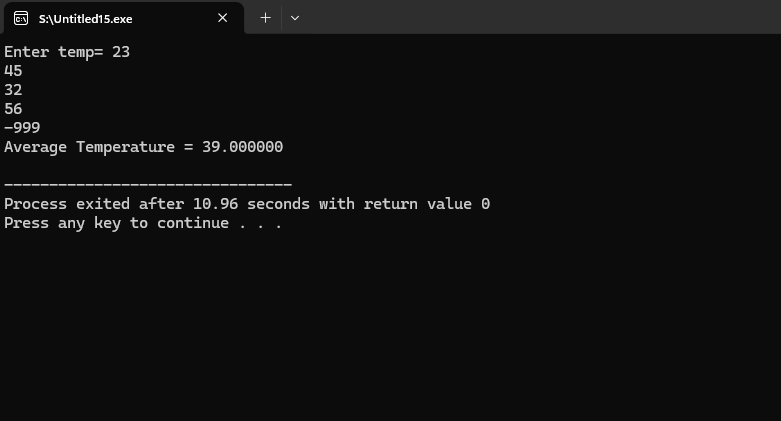 S:\Untitled15.exe
Enter temp= 23
45
32
56
-999
Average Temperature = 39.000000
--------------------------------
Process exited after 10.96 seconds with return value 0
Press any key to continue . . .